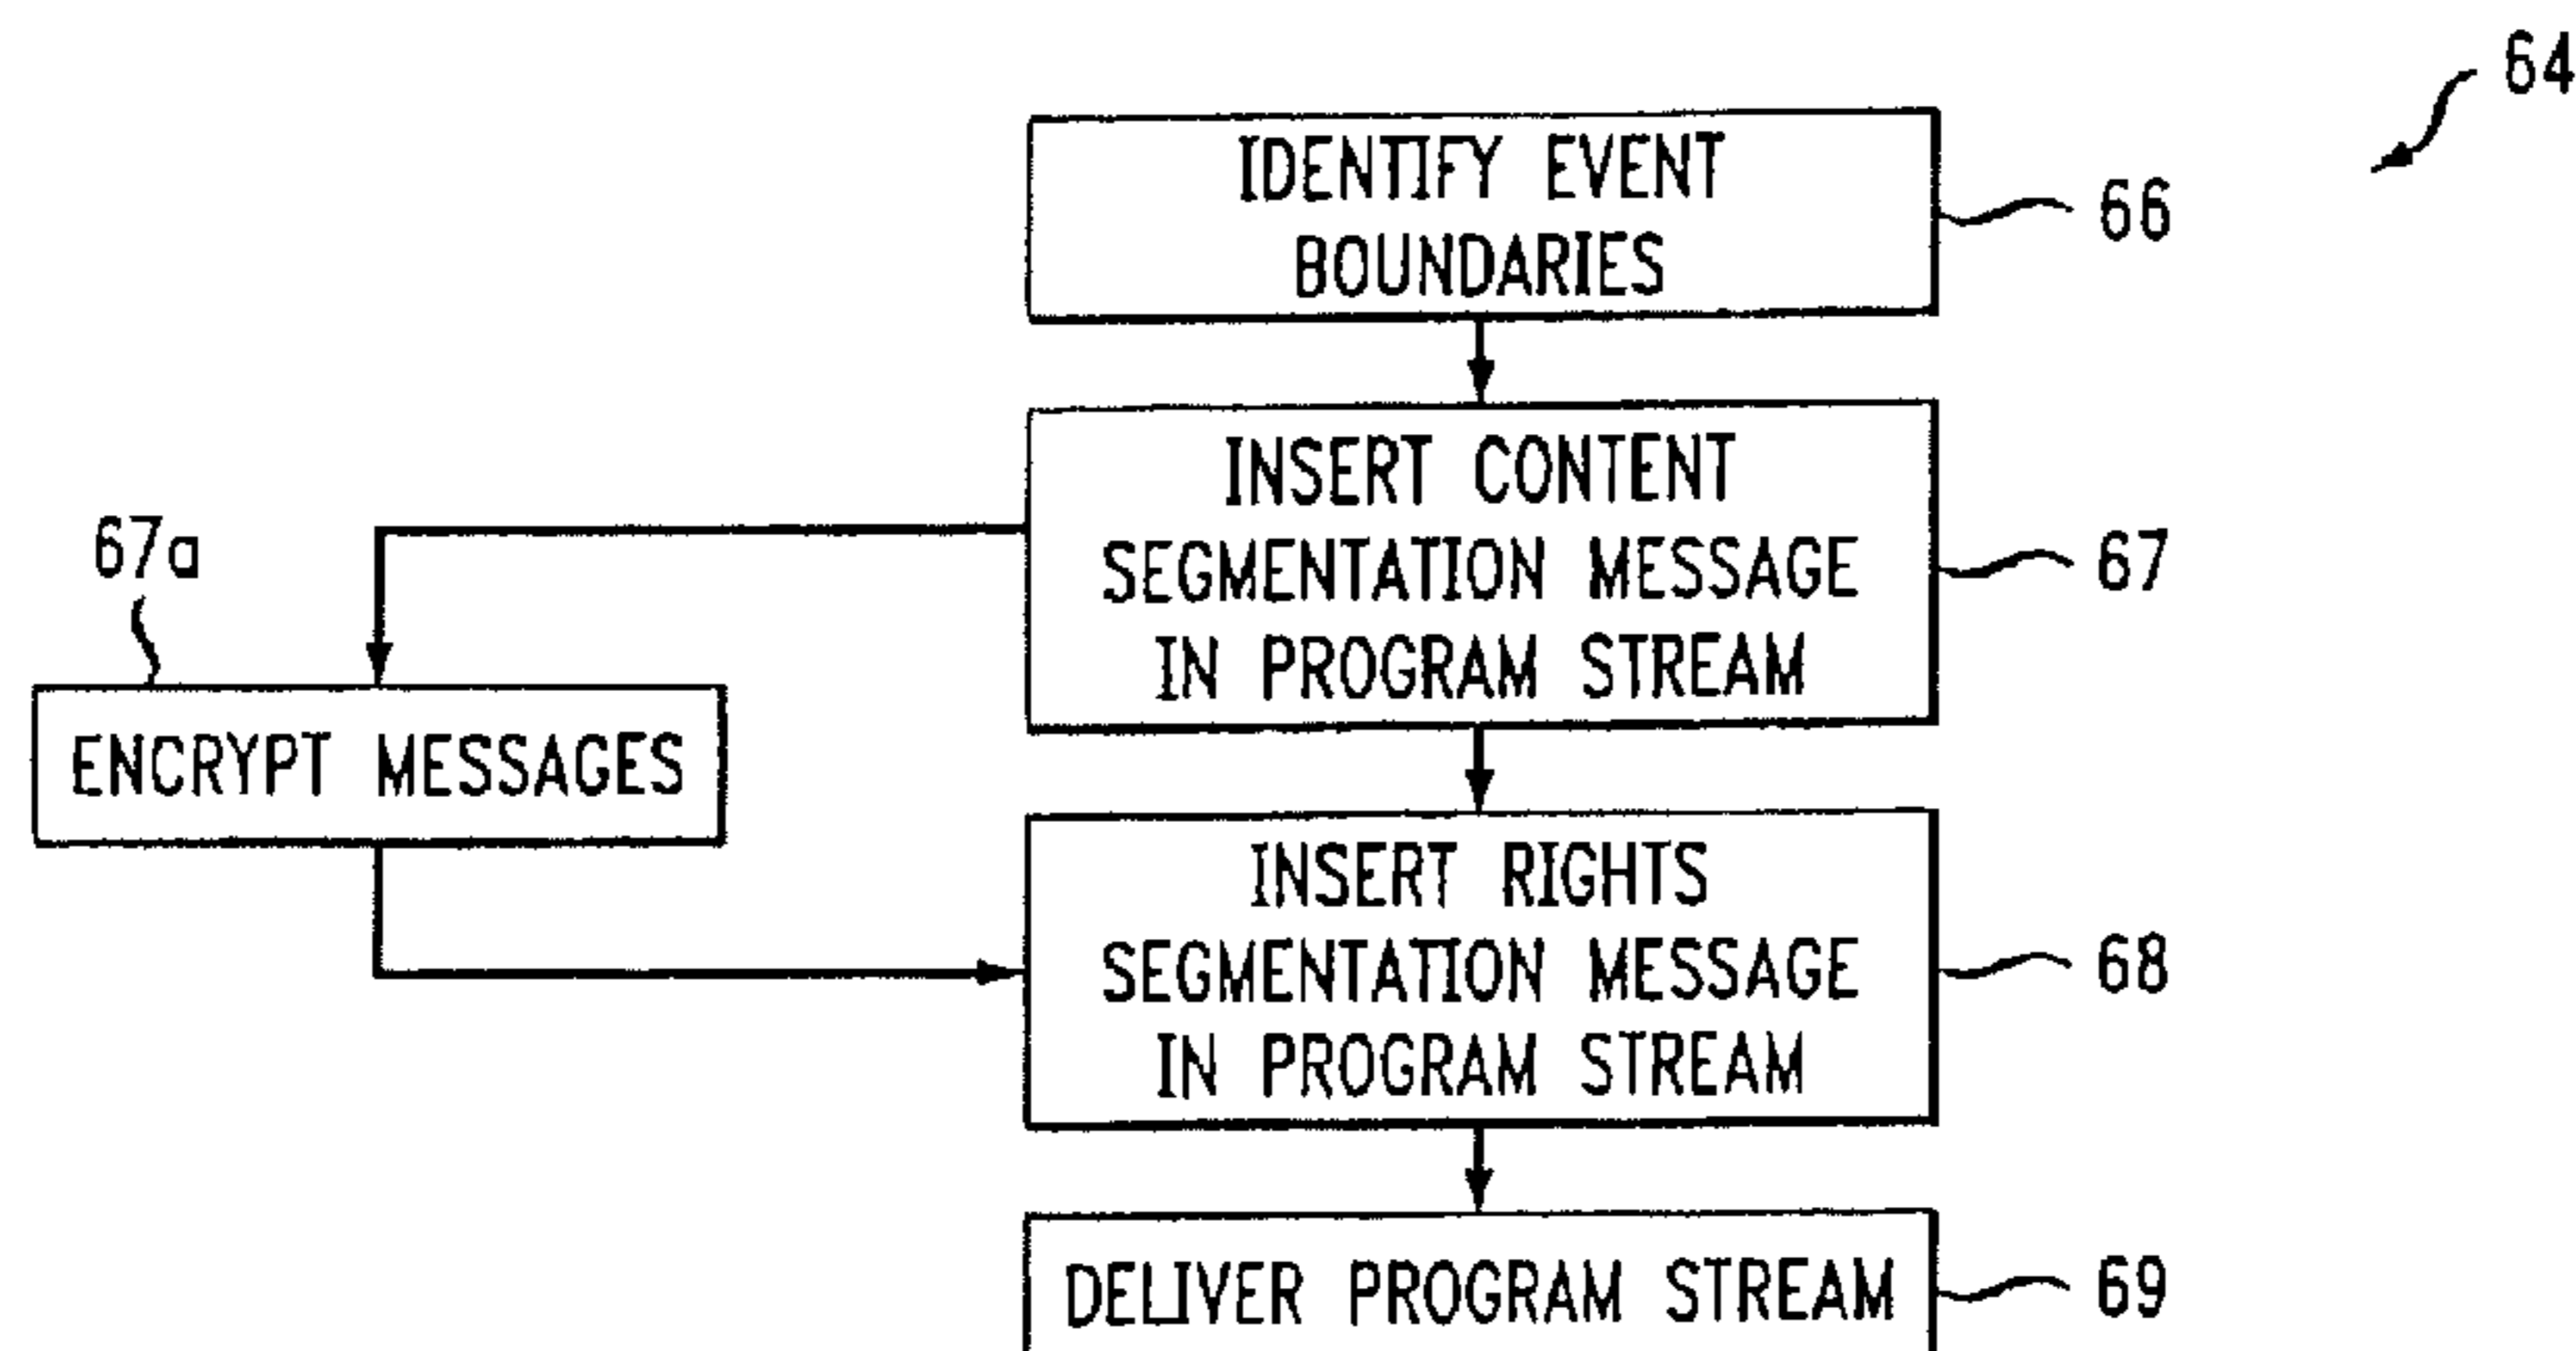 64
IDENTIFY EVENT
BOUNDARIES
66
INSERT CONTENT
SEGMENTATION MESSAGE
IN PROGRAM STREAM
67
67a
ENCRYPT MESSAGES
INSERT RIGHTS
SEGMENTATION MESSAGE
IN PROGRAM STREAM
68
DELIVER PROGRAM STREAM
69